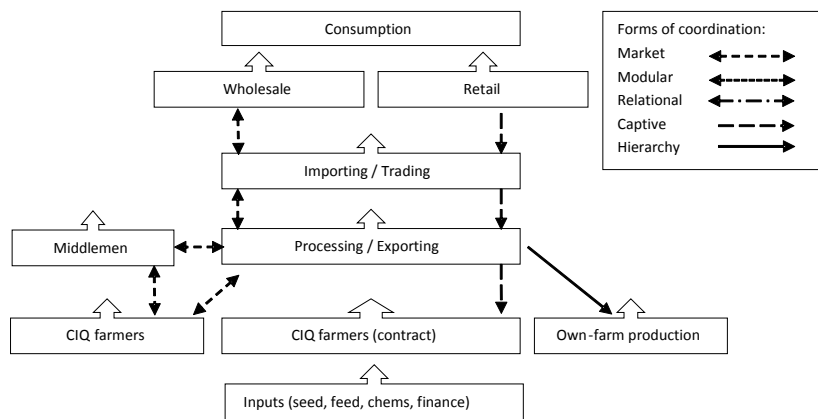 Consumption
Wholesale
Retail
Importing / Trading
Middlemen
Processing / Exporting
CIQ farmers
CIQ farmers (contract)
Own-farm production
Inputs (seed, feed, chems, finance)
Forms of coordination:
Market
Modular
Relational
Captive
Hierarchy